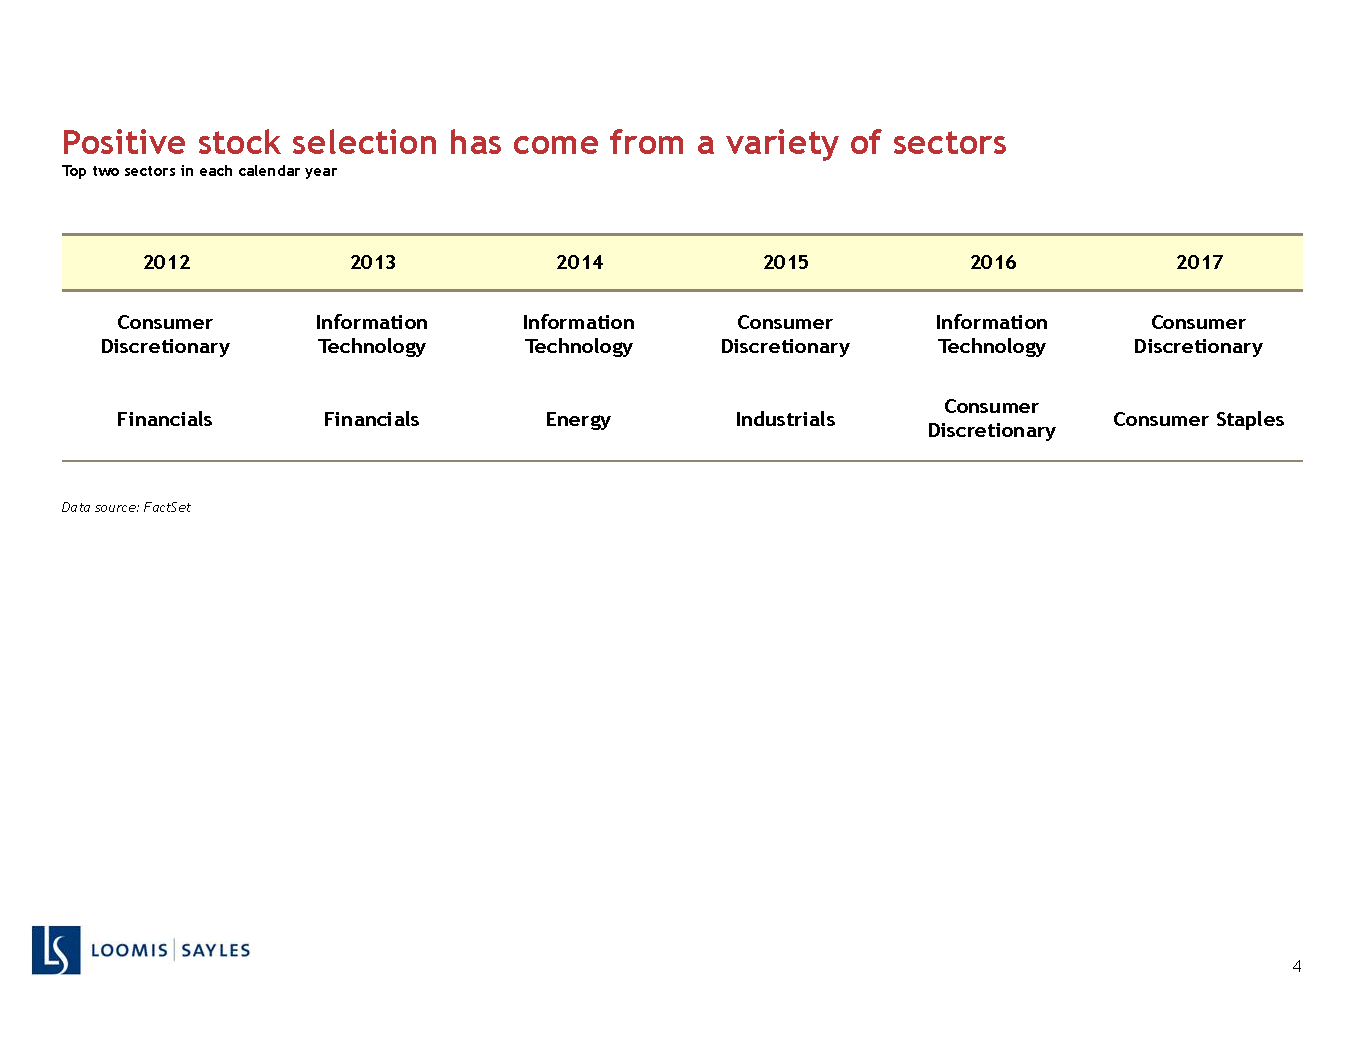 Positive stock selection has come from a variety of sectors
Top two sectors in each calendar year
2012 2013 2014 2015 2016 2017
Consumer Discretionary Information Technology Information Technology Consumer Discretionary Information Technology Consumer Discretionary
Financials Financials Energy Industrials Consumer Discretionary Consumer Staples
Data source: FactSet
LS LOOMIS | SAYLES
4